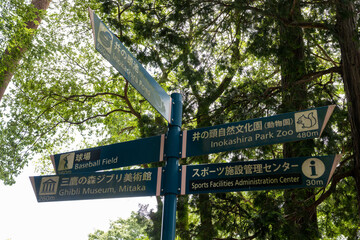 井の頭自然文化園(動物園)
Inokashira Park Zoo 480m
球場
Baseball Field
三鷹の森ジブリ美術館
Ghibli Museum, Mitaka
スポーツ施設管理センター
Sports Facilities Administration Center 30m